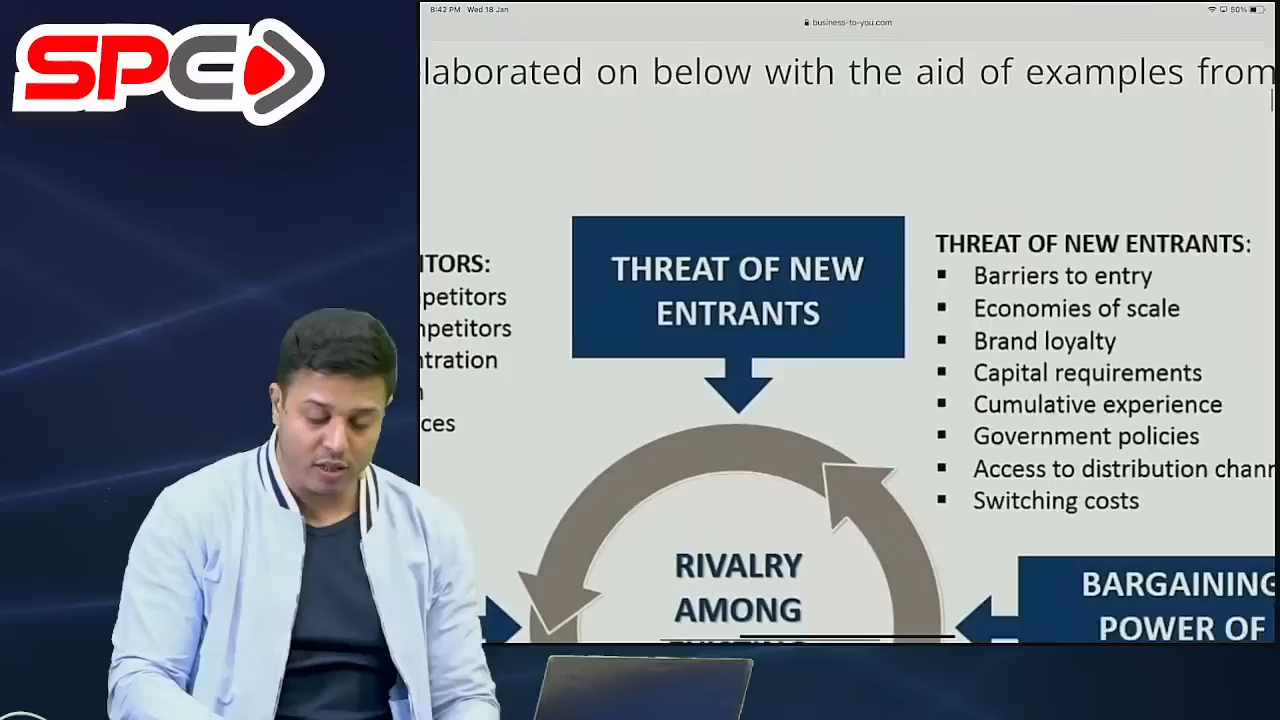 SPE
8:42 PM Wed 18 Jan
50%
business-to-you.com
laborated on below with the aid of examples from
THREAT OF NEW
ENTRANTS
ITORS:
petitors
mpetitors
ntration
ces
THREAT OF NEW ENTRANTS:
▪ Barriers to entry
▪ Economies of scale
▪ Brand loyalty
▪ Capital requirements
▪ Cumulative experience
▪ Government policies
▪ Access to distribution chann
▪ Switching costs
RIVALRY
AMONG
BARGAINING
POWER OF